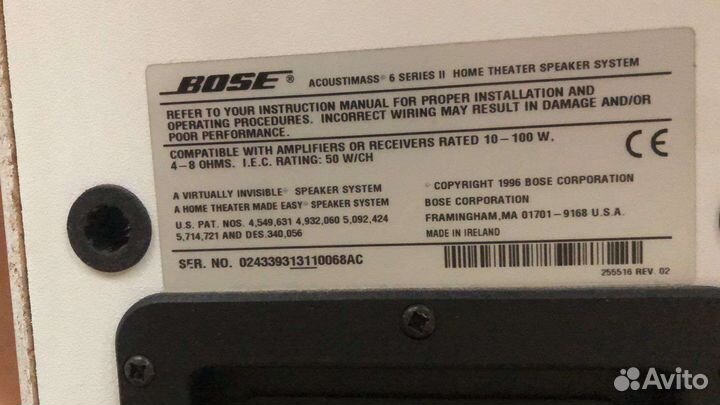 BOSE® ACOUSTIMASS® 6 SERIES II HOME THEATER SPEAKER SYSTEM
REFER TO YOUR INSTRUCTION MANUAL FOR PROPER INSTALLATION AND
OPERATING PROCEDURES. INCORRECT WIRING MAY RESULT IN DAMAGE AND/OR
POOR PERFORMANCE.
COMPATIBLE WITH AMPLIFIERS OR RECEIVERS RATED 10–100 W,
4–8 OHMS. I.E.C. RATING: 50 W/CH
CE
A VIRTUALLY INVISIBLE® SPEAKER SYSTEM
A HOME THEATER MADE EASY® SPEAKER SYSTEM
U.S. PAT. NOS. 4,549,631 4,932,060 5,092,424
5,714,721 AND DES.340,056
© COPYRIGHT 1996 BOSE CORPORATION
BOSE CORPORATION
FRAMINGHAM,MA 01701–9168 U.S.A.
MADE IN IRELAND
SER. NO. 024339313110068AC
255516 REV. 02
Avito